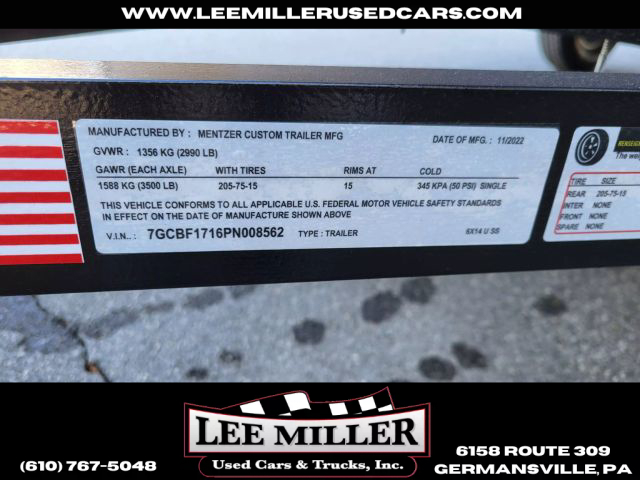 WWW.LEEMILLERUSEDCARS.COM
MANUFACTURED BY : MENTZER CUSTOM TRAILER MFG DATE OF MFG. : 11/2022
GVWR : 1356 KG (2990 LB)
GAWR (EACH AXLE) WITH TIRES RIMS AT COLD
1588 KG (3500 LB) 205-75-15 15 345 KPA (50 PSI) SINGLE
THIS VEHICLE CONFORMS TO ALL APPLICABLE U.S. FEDERAL MOTOR VEHICLE SAFETY STANDARDS
IN EFFECT ON THE DATE OF MANUFACTURE SHOWN ABOVE.
V.I.N.. : 7GCBF1716PN008562 TYPE : TRAILER 6X14 U SS
The
TIRE SIZE
REAR 205-75-15
INTER NONE
FRONT NONE
SPARE NONE
LEE MILLER
Used Cars & Trucks, Inc.
(610) 767-5048
6158 ROUTE 309
GERMANSVILLE, PA